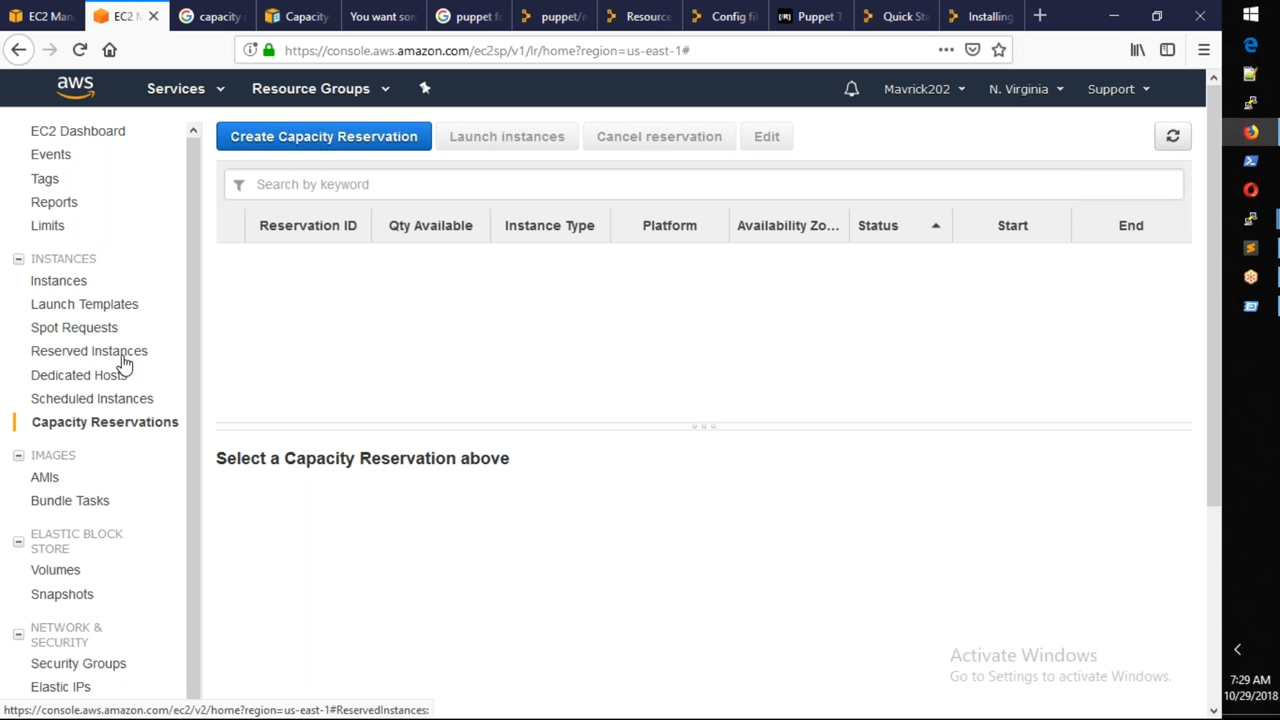 EC2 Man
EC2 M
capacity
Capacity
You want som
puppet fo
puppet/m
Resource
Config fi
Puppet T
Quick Sta
Installing
https://console.aws.amazon.com/ec2sp/v1/lr/home?region=us-east-1#
aws
Services
Resource Groups
Mavrick202
N. Virginia
Support
EC2 Dashboard
Events
Tags
Reports
Limits
INSTANCES
Instances
Launch Templates
Spot Requests
Reserved Instances
Dedicated Hosts
Scheduled Instances
Capacity Reservations
IMAGES
AMIs
Bundle Tasks
ELASTIC BLOCK
STORE
Volumes
Snapshots
NETWORK &
SECURITY
Security Groups
Elastic IPs
Create Capacity Reservation
Launch instances
Cancel reservation
Edit
Search by keyword
Reservation ID
Qty Available
Instance Type
Platform
Availability Zo...
Status
Start
End
Select a Capacity Reservation above
Activate Windows
Go to Settings to activate Windows.
https://console.aws.amazon.com/ec2/v2/home?region=us-east-1#ReservedInstances:
7:29 AM
10/29/2018